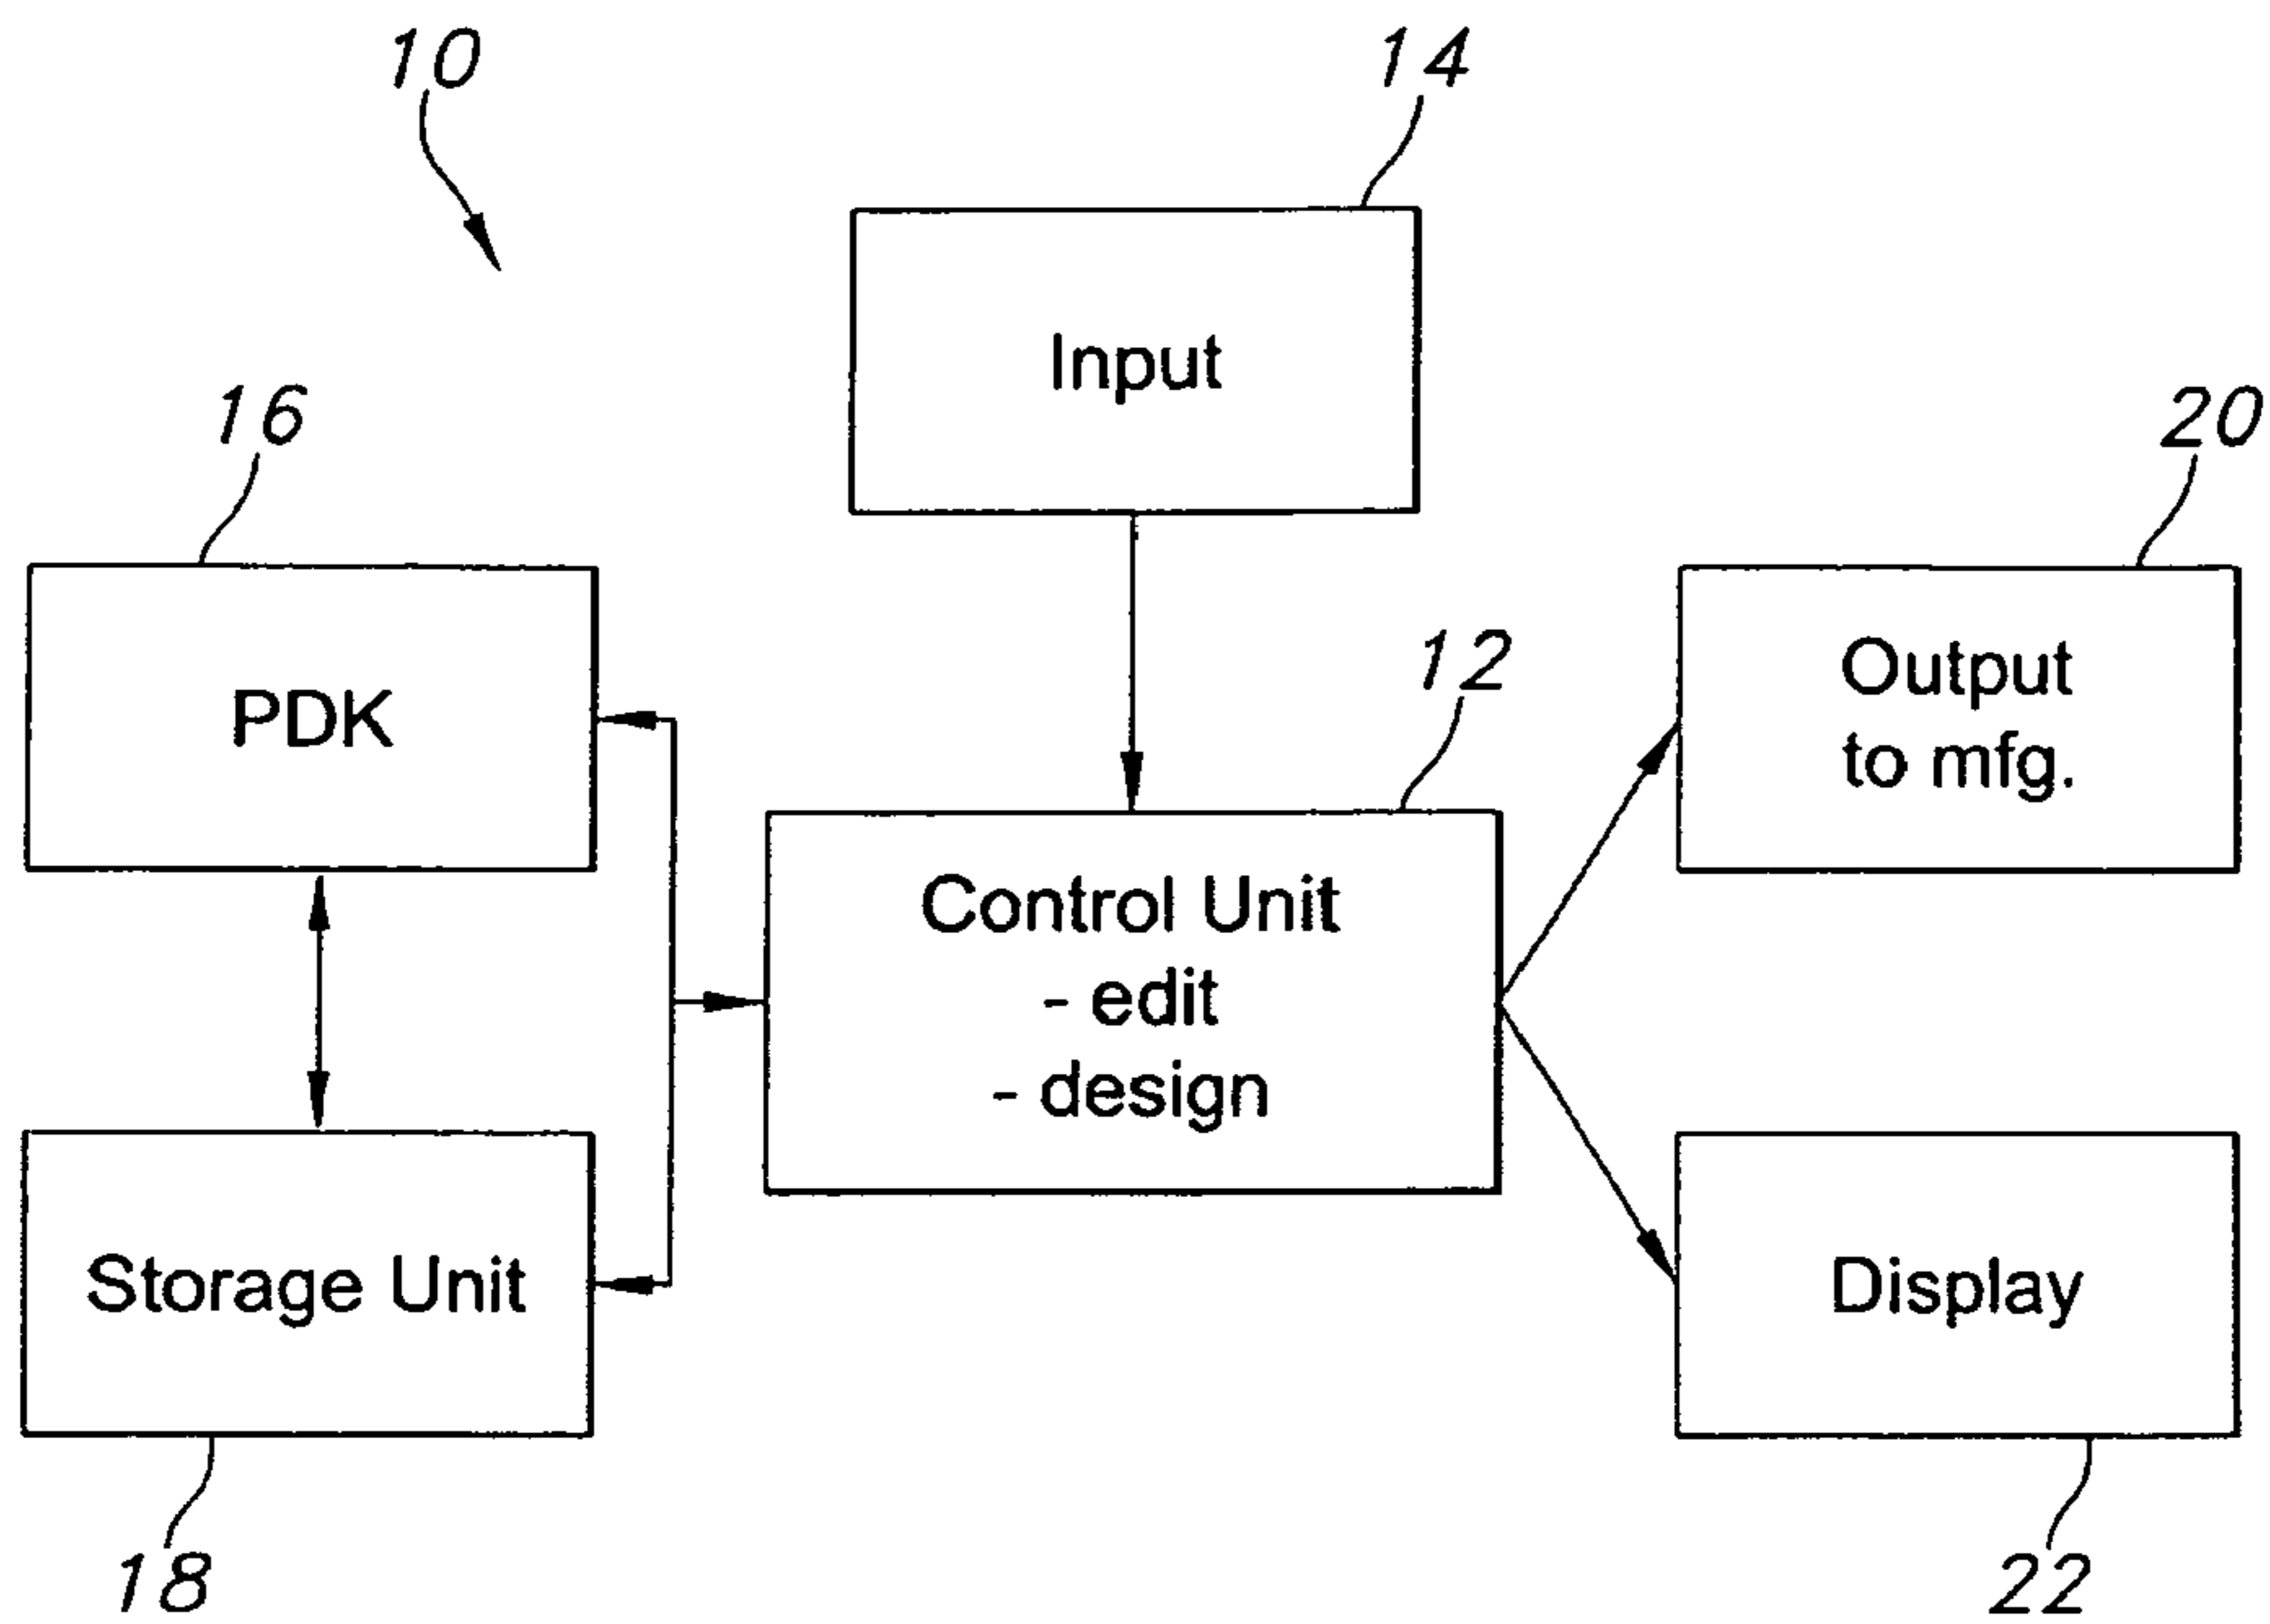 10
14
Input
16
20
PDK
12
Output
to mfg.
Control Unit
- edit
- design
Storage Unit
Display
18
22